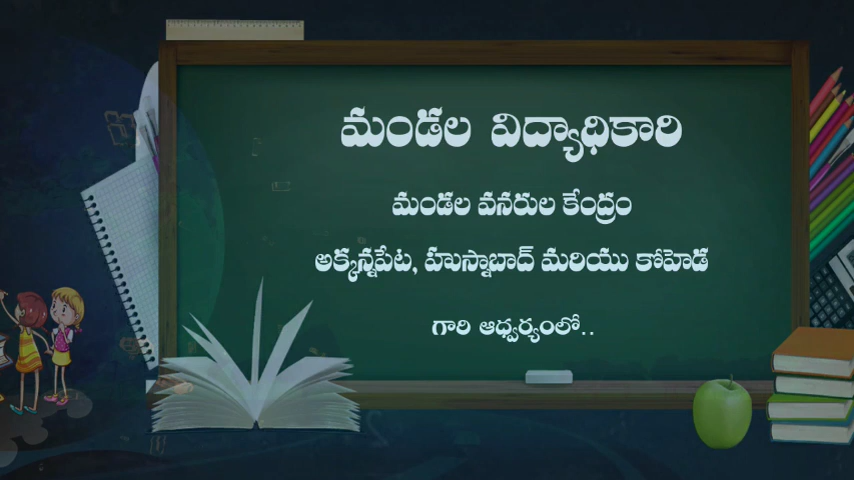 మండల విద్యాధికారి
మండల వనరుల కేంద్రం
అక్కన్నపేట, హుస్నాబాద్ మరియు కోహెడ
గారి ఆధ్వర్యంలో..